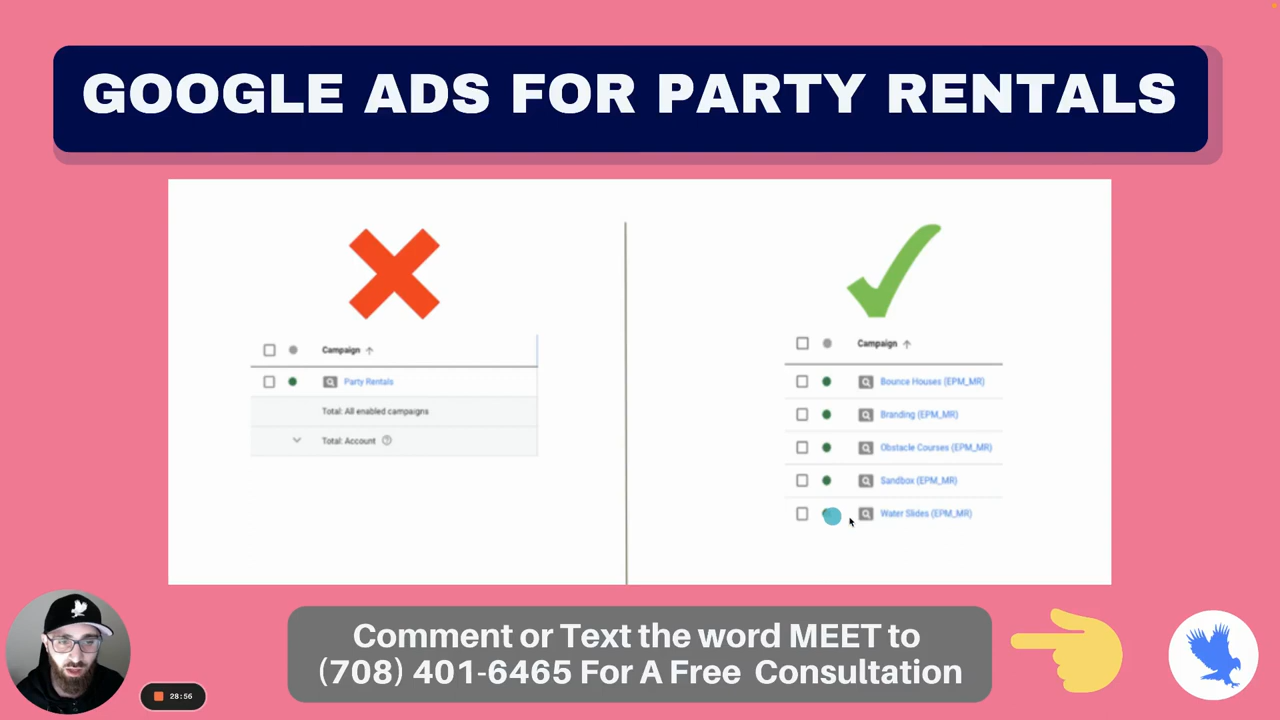 GOOGLE ADS FOR PARTY RENTALS
Campaign
Party Rentals
Total: All enabled campaigns
Total: Account
Campaign
Bounce Houses (EPM_MR)
Branding (EPM_MR)
Obstacle Courses (EPM_MR)
Sandbox (EPM_MR)
Water Slides (EPM_MR)
Comment or Text the word MEET to
(708) 401-6465 For A Free Consultation
28:56